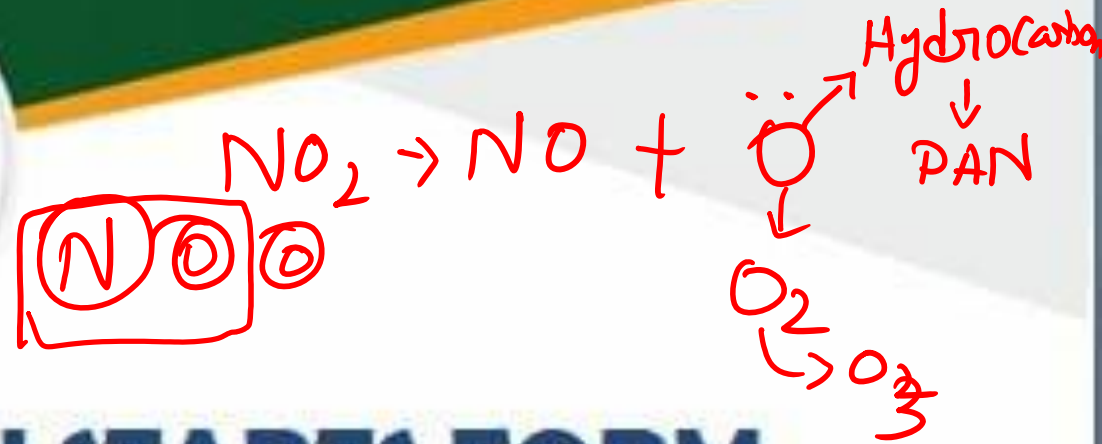 Hydrocarbon
NO₂ → NO + Ö → 
↓ ↓ PAN
N O O
O₂
↳ O₃